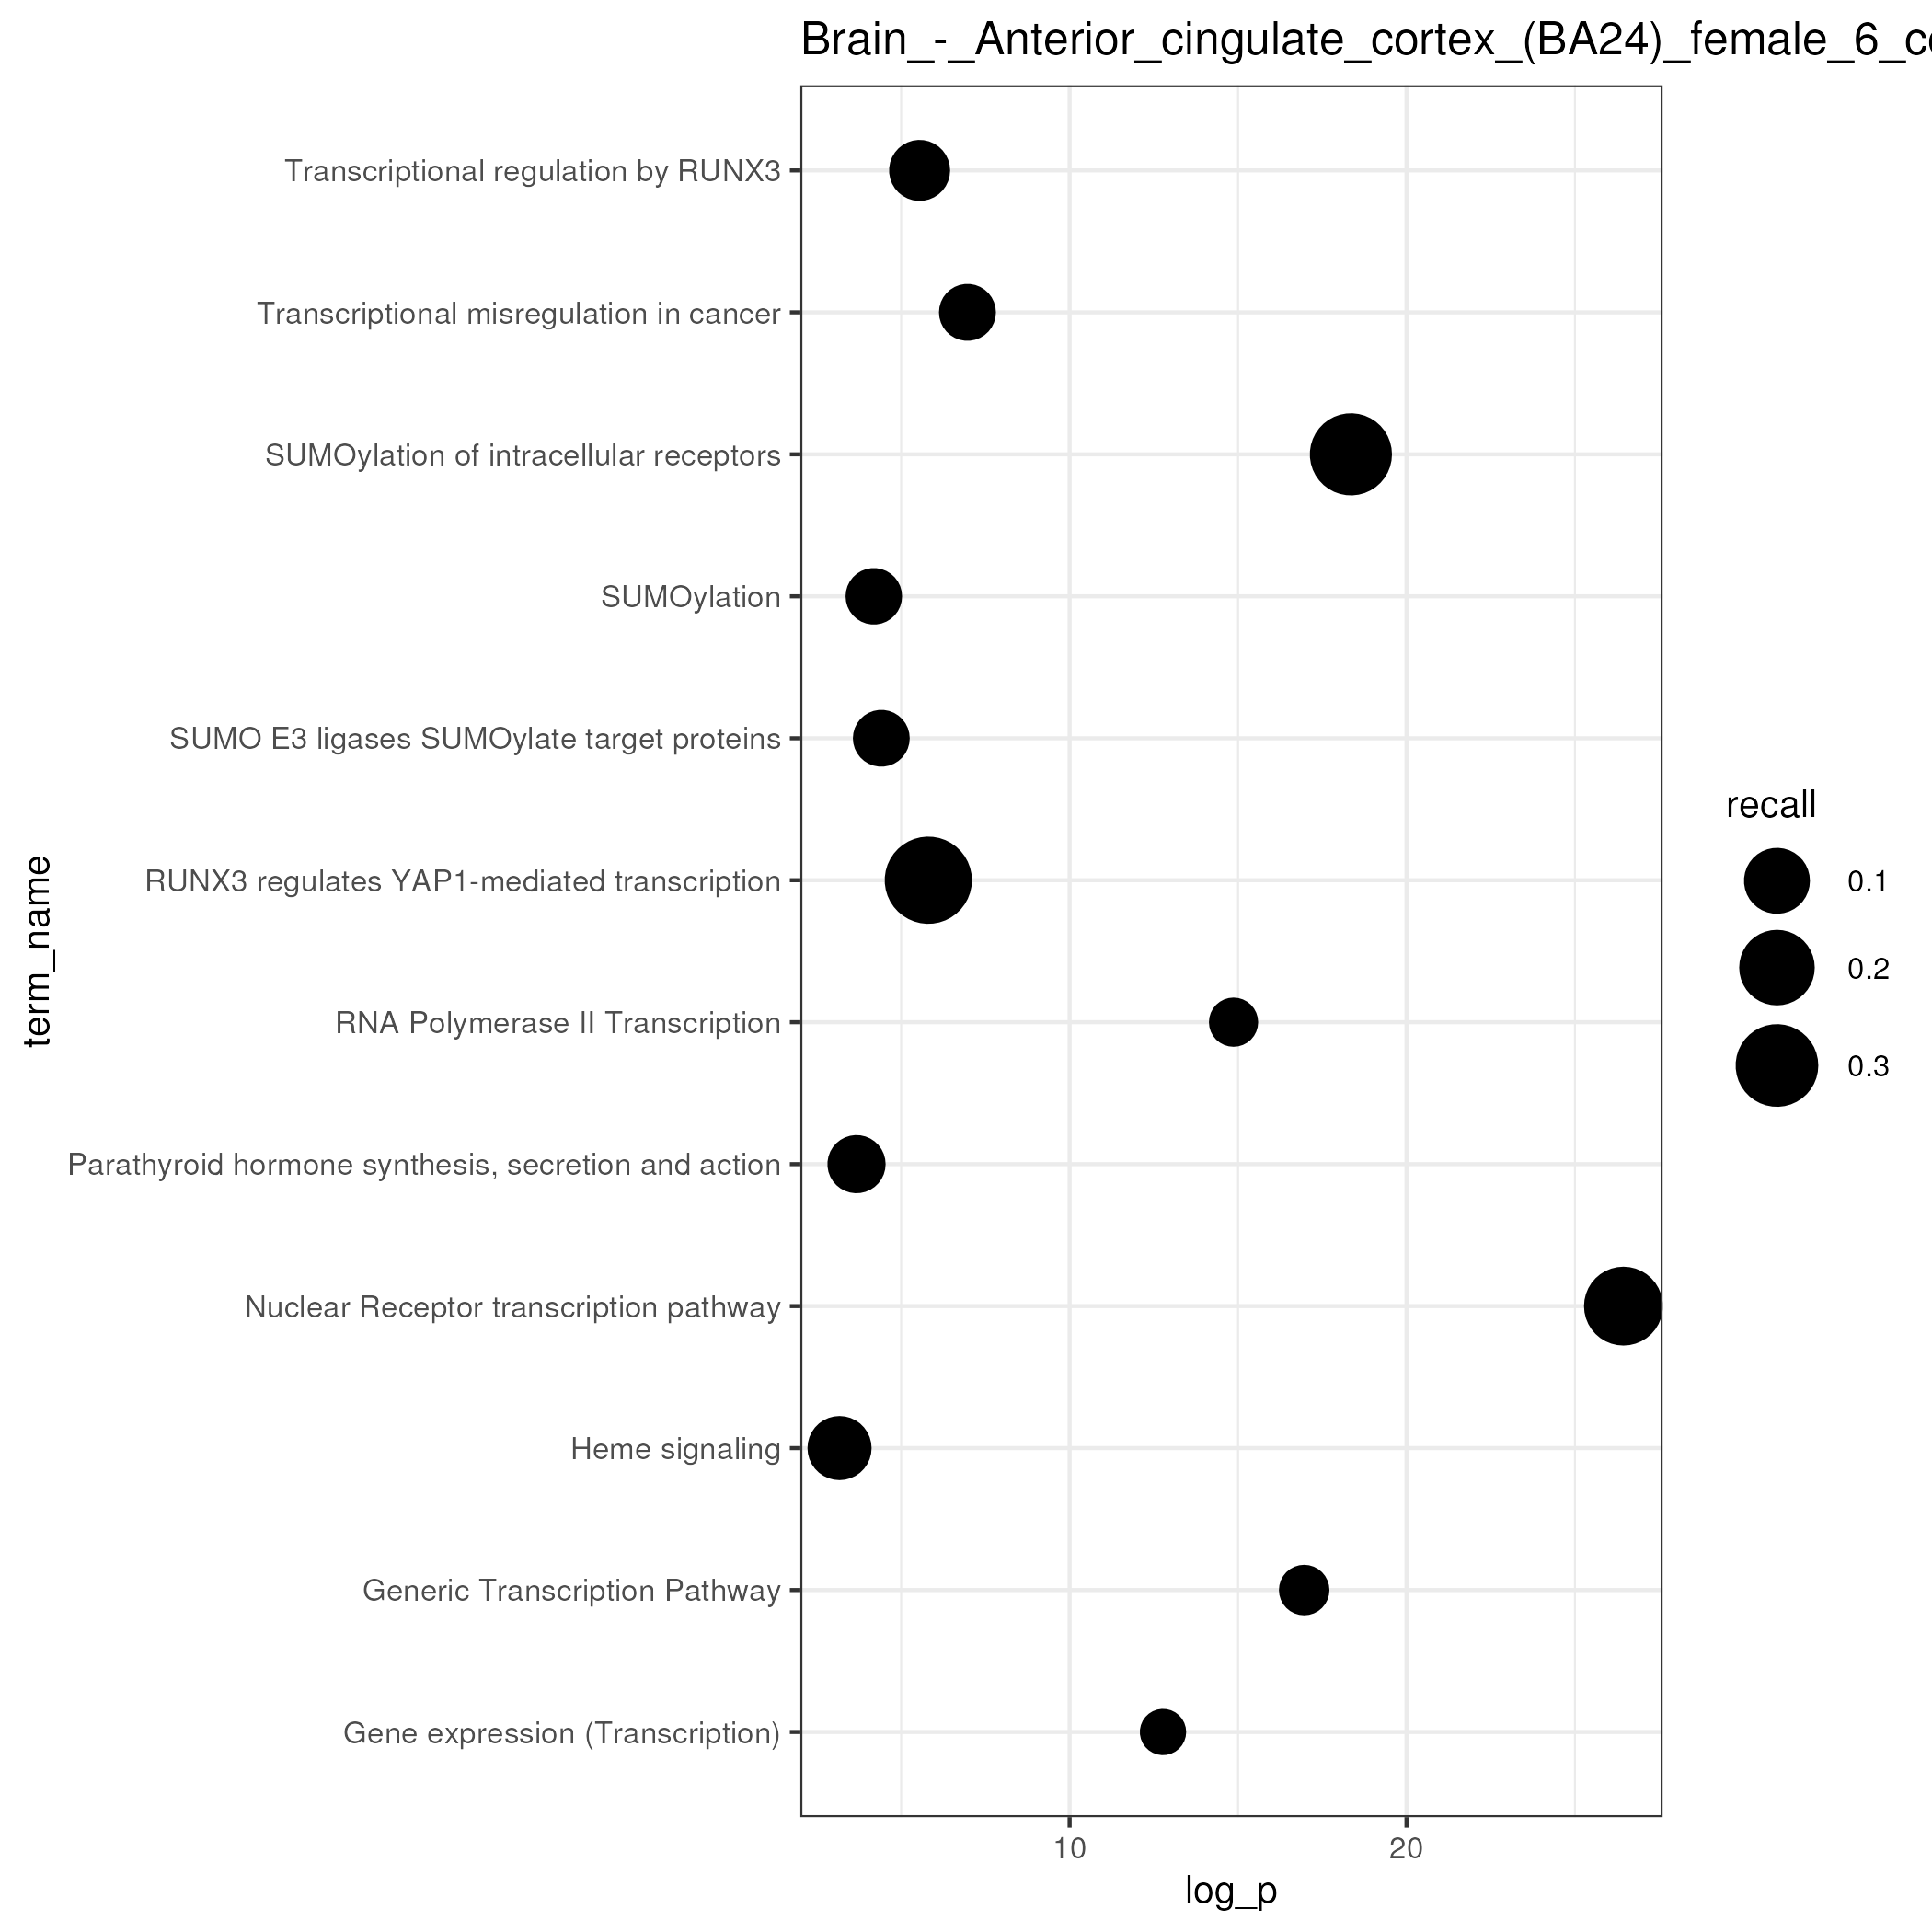 Brain_-_Anterior_cingulate_cortex_(BA24)_female_6_c
Transcriptional regulation by RUNX3
Transcriptional misregulation in cancer
SUMOylation of intracellular receptors
SUMOylation
SUMO E3 ligases SUMOylate target proteins
RUNX3 regulates YAP1-mediated transcription
RNA Polymerase II Transcription
Parathyroid hormone synthesis, secretion and action
Nuclear Receptor transcription pathway
Heme signaling
Generic Transcription Pathway
Gene expression (Transcription)
term_name
10
20
log_p
recall
0.1
0.2
0.3